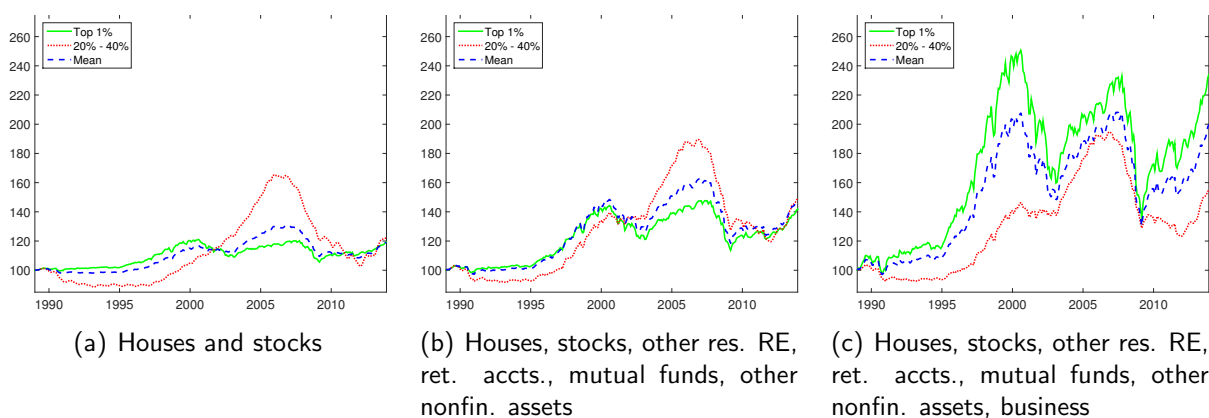 260
240
220
200
180
160
140
120
100
1990
1995
2000
2005
2010
Top 1%
20% - 40%
Mean
(a) Houses and stocks
260
240
220
200
180
160
140
120
100
1990
1995
2000
2005
2010
Top 1%
20% - 40%
Mean
(b) Houses, stocks, other res. RE,
ret. accts., mutual funds, other
nonfin. assets
260
240
220
200
180
160
140
120
100
1990
1995
2000
2005
2010
Top 1%
20% - 40%
Mean
(c) Houses, stocks, other res. RE,
ret. accts., mutual funds, other
nonfin. assets, business